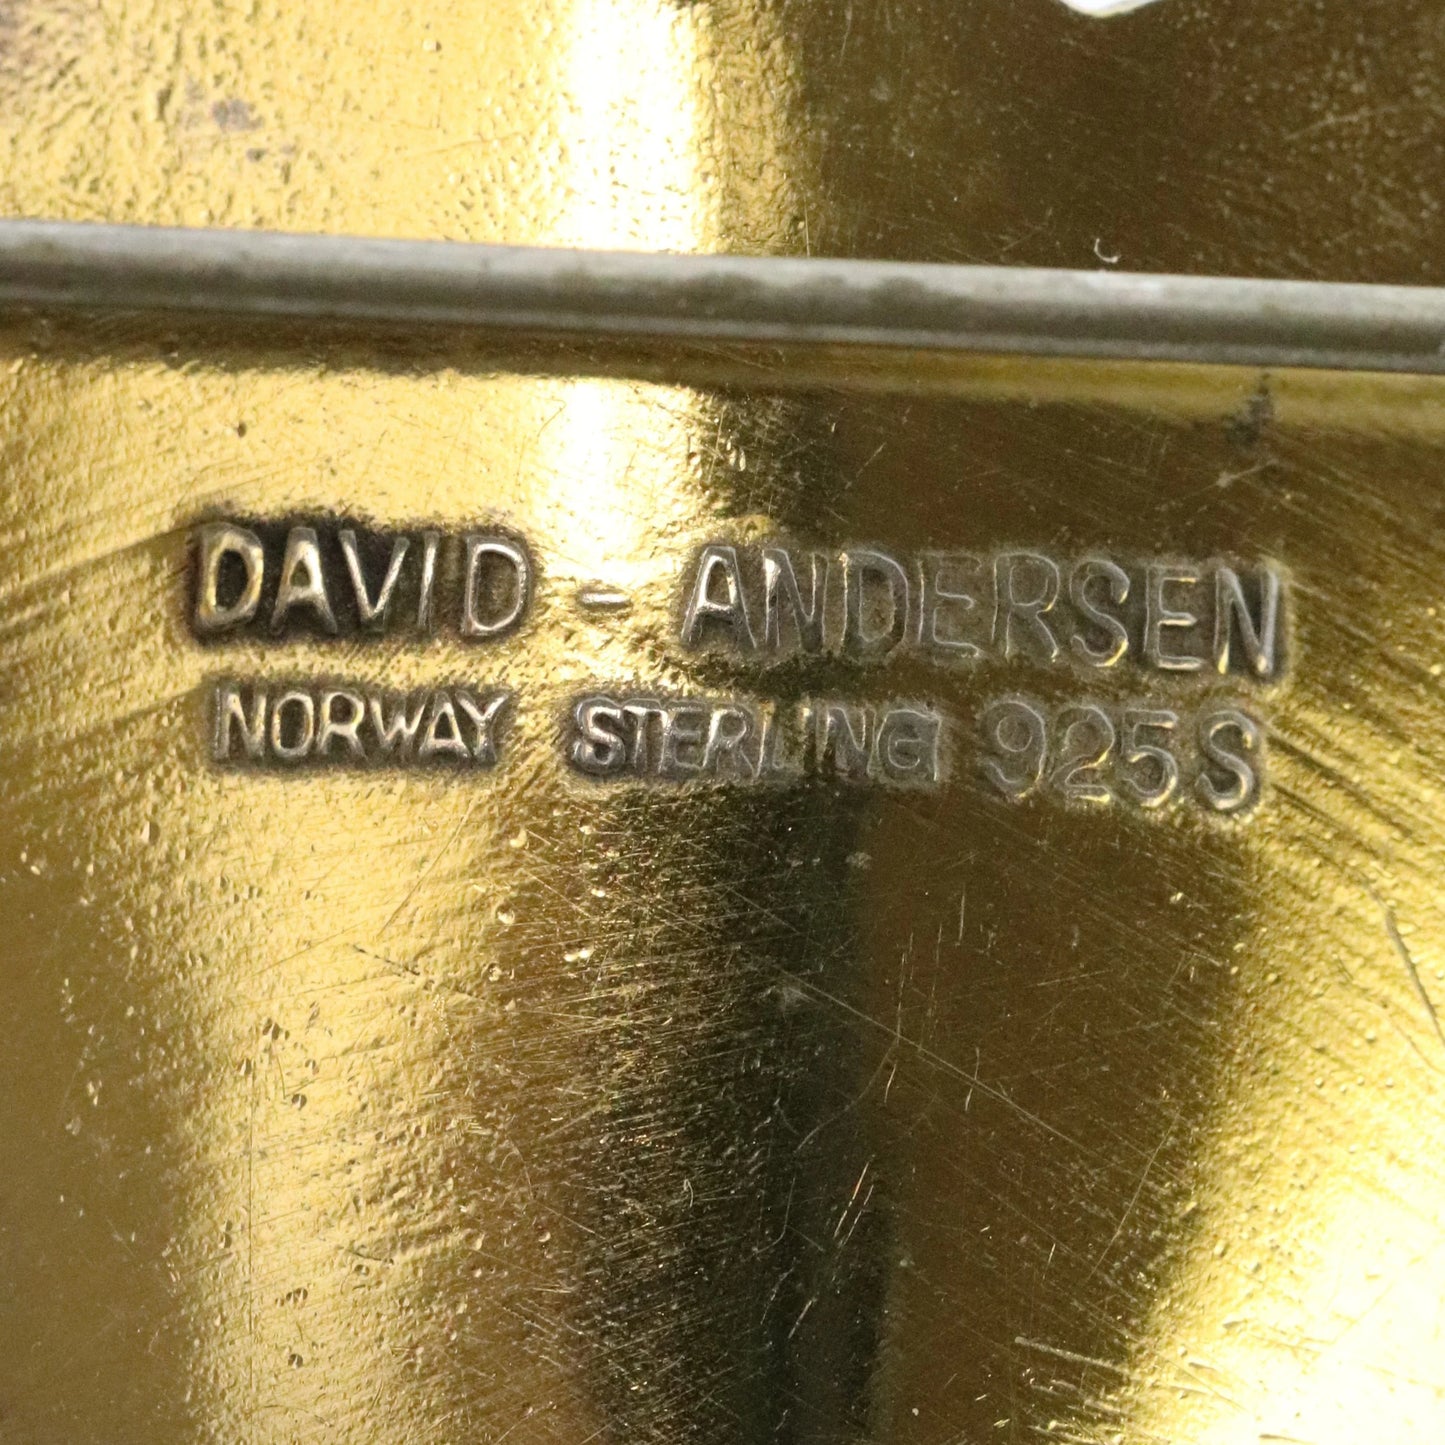 DAVID-ANDERSEN
NORWAY STERLING 925S